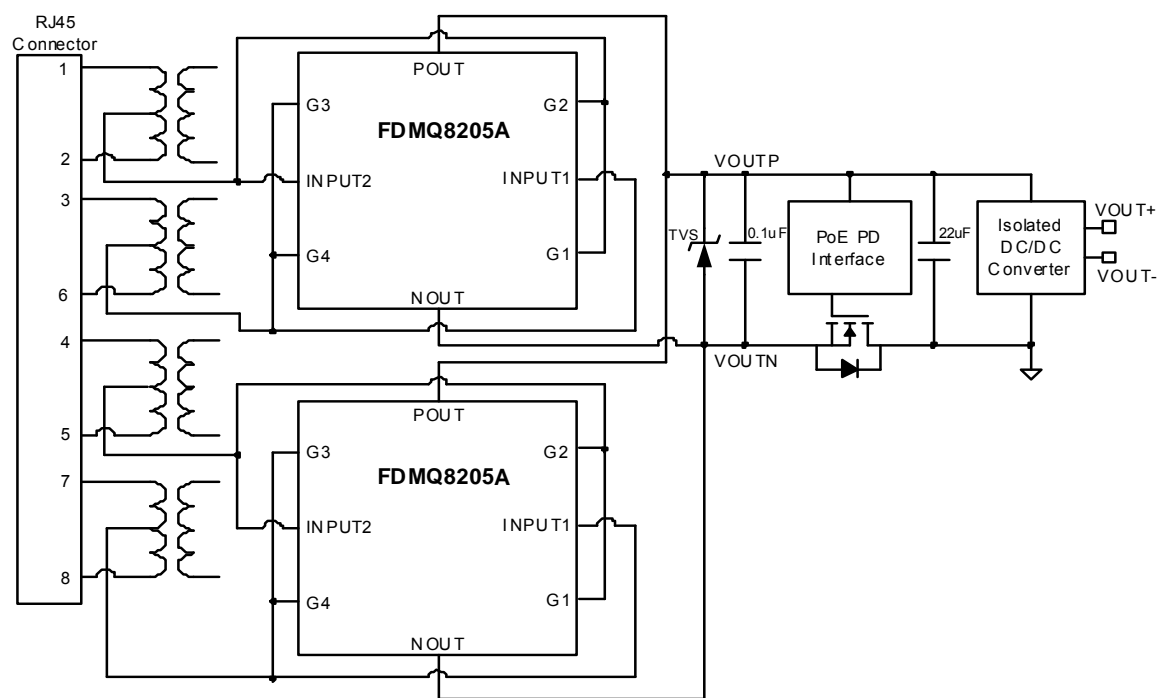 RJ45
Connector
1
2
3
6
4
5
7
8
POUT
G3
G2
FDMQ8205A
INPUT2
INPUT1
G4
G1
NOUT
POUT
G3
G2
FDMQ8205A
INPUT2
INPUT1
G4
G1
NOUT
VOUTP
TVS
0.1uF
PoE PD
Interface
22uF
Isolated
DC/DC
Converter
VOUT+
VOUT-
VOUTN